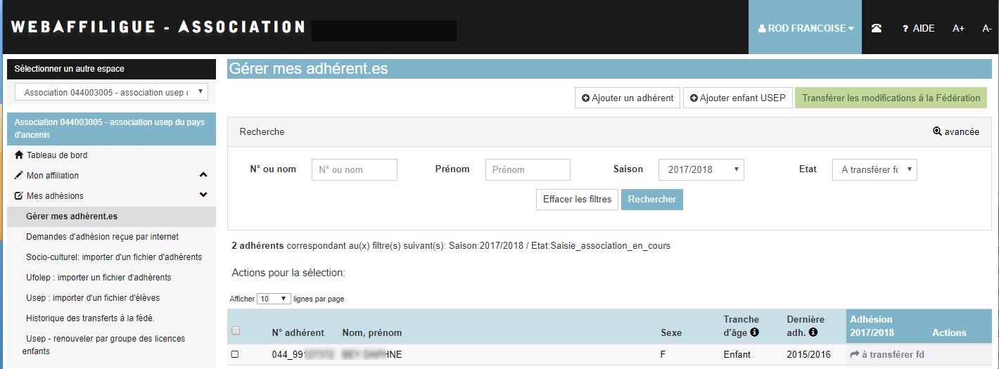 WEBAFFILIGUE - ASSOCIATION
ROD FRANCOISE
? AIDE
A+
A-
Sélectionner un autre espace
Association 044003005 - association usep
Association 044003005 - association usep du pays
d'ancenis
Tableau de bord
Mon affiliation
Mes adhésions
Gérer mes adhérent.es
Demandes d'adhésion reçue par internet
Socio-culturel: importer d'un fichier d'adhérents
Ufolep : importer un fichier d'adhérents
Usep : importer d'un fichier d'élèves
Historique des transferts à la fédé.
Usep - renouveler par groupe des licences
enfants
Gérer mes adhérent.es
Ajouter un adhérent
Ajouter enfant USEP
Transférer les modifications à la Fédération
Recherche
avancée
N° ou nom
N° ou nom
Prénom
Prénom
Saison
2017/2018
Etat
A transférer
Effacer les filtres
Rechercher
2 adhérents correspondant au(x) filtre(s) suivant(s): Saison:2017/2018 / Etat:Saisie_association_en_cours
Actions pour la sélection:
Afficher 10 lignes par page
N° adhérent
Nom, prénom
Sexe
Tranche
d'âge
Dernière
adh.
Adhésion
2017/2018
Actions
F
Enfant
2015/2016
à transférer fd